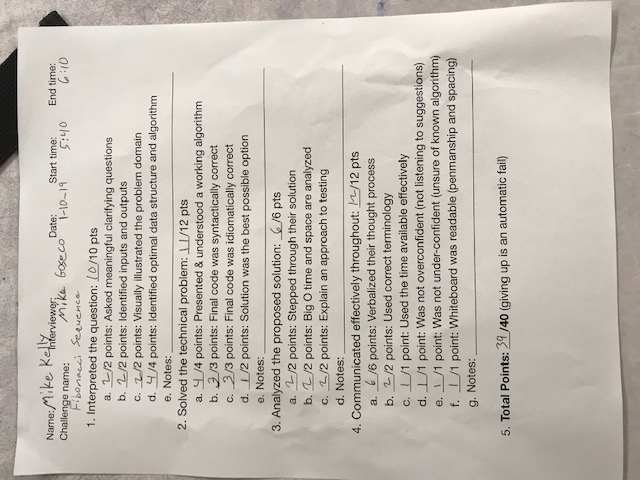 Name: Mike Kelly Interviewer: Date: Start time: End time:
Challenge name: Mike Goseco 1-10-19 5:40 6:10
Fibonacci Sequence
1. Interpreted the question: 10/10 pts
a. 2/2 points: Asked meaningful clarifying questions
b. 2/2 points: Identified inputs and outputs
c. 2/2 points: Visually illustrated the problem domain
d. 4/4 points: Identified optimal data structure and algorithm
e. Notes:
2. Solved the technical problem: 11/12 pts
a. 4/4 points: Presented & understood a working algorithm
b. 3/3 points: Final code was syntactically correct
c. 3/3 points: Final code was idiomatically correct
d. 1/2 points: Solution was the best possible option
e. Notes:
3. Analyzed the proposed solution: 6/6 pts
a. 2/2 points: Stepped through their solution
b. 2/2 points: Big O time and space are analyzed
c. 2/2 points: Explain an approach to testing
d. Notes:
4. Communicated effectively throughout: 12/12 pts
a. 6/6 points: Verbalized their thought process
b. 2/2 points: Used correct terminology
c. 1/1 point: Used the time available effectively
d. 1/1 point: Was not overconfident (not listening to suggestions)
e. 1/1 point: Was not under-confident (unsure of known algorithm)
f. 1/1 point: Whiteboard was readable (penmanship and spacing)
g. Notes:
5. Total Points: 39/40 (giving up is an automatic fail)